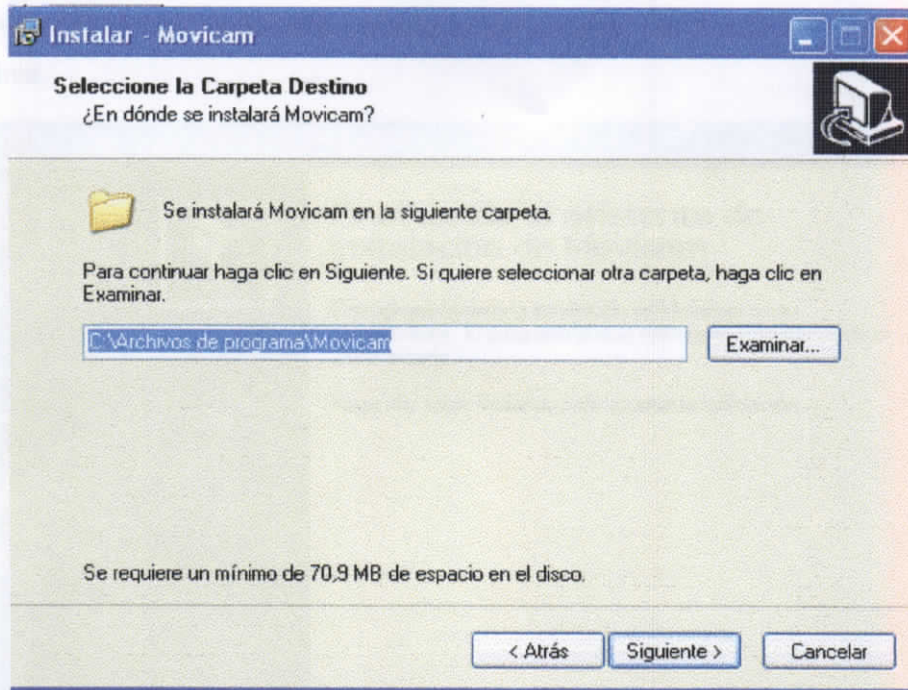 Instalar - Movicam
Seleccione la Carpeta Destino
¿En dónde se instalará Movicam?
Se instalará Movicam en la siguiente carpeta.
Para continuar haga clic en Siguiente. Si quiere seleccionar otra carpeta, haga clic en
Examinar.
C:\Archivos de programa\Movicam
Examinar...
Se requiere un mínimo de 70,9 MB de espacio en el disco.
< Atrás
Siguiente >
Cancelar